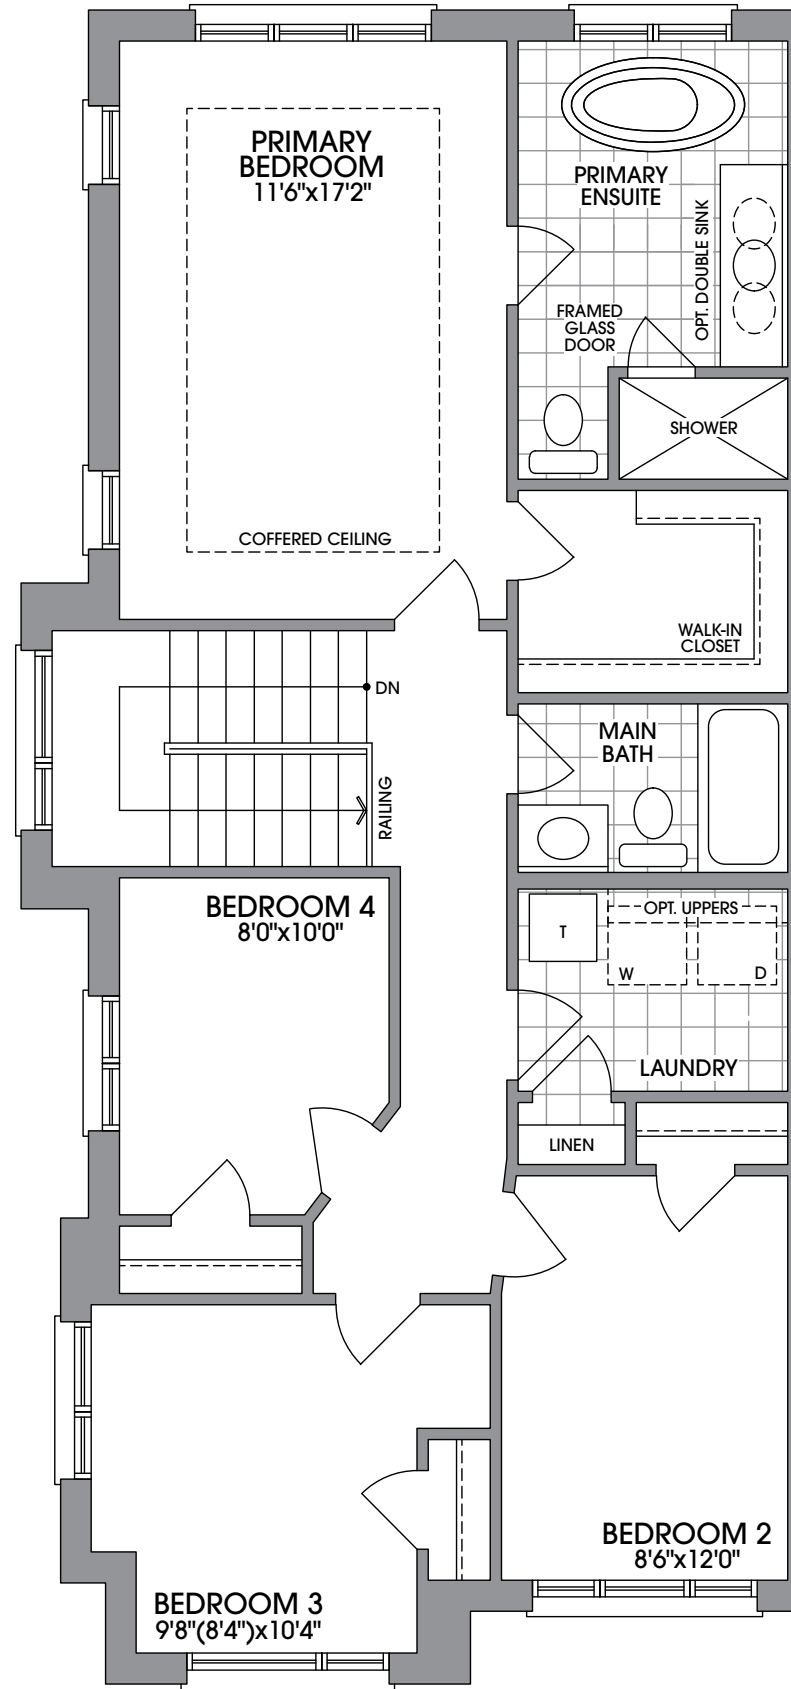 PRIMARY
BEDROOM
11'6"x17'2"
PRIMARY
ENSUITE
OPT. DOUBLE SINK
FRAMED
GLASS
DOOR
SHOWER
COFFERED CEILING
WALK-IN
CLOSET
DN
RAILING
MAIN
BATH
BEDROOM 4
8'0"x10'0"
OPT. UPPERS
T
W
D
LAUNDRY
LINEN
BEDROOM 2
8'6"x12'0"
BEDROOM 3
9'8"(8'4")x10'4"